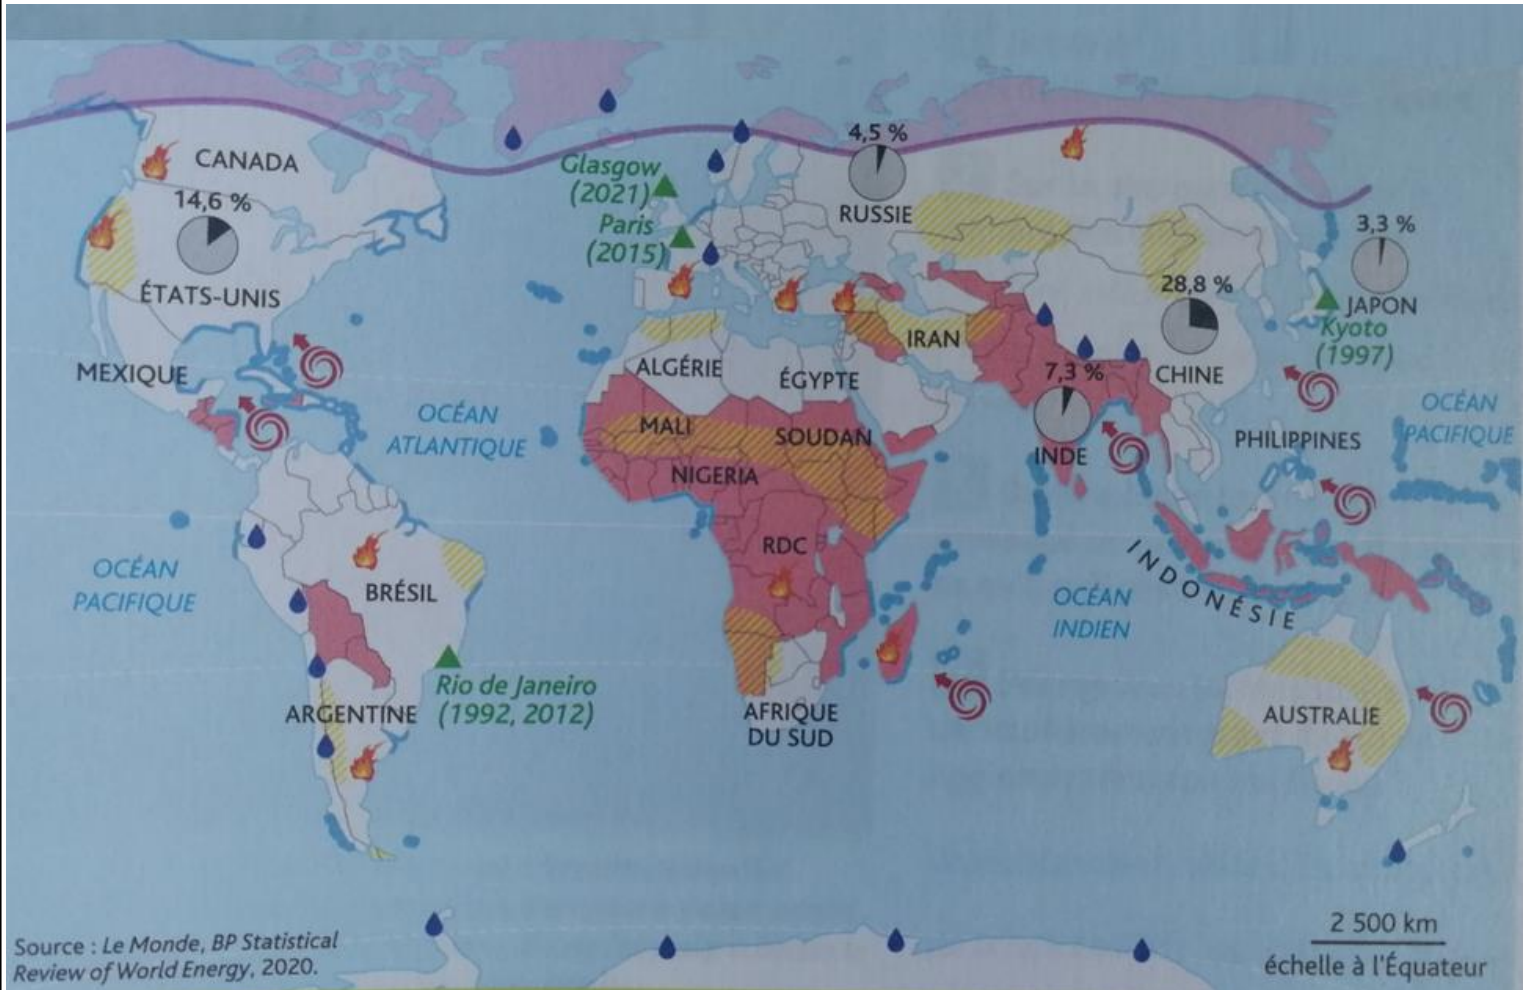 CANADA
14,6 %
ÉTATS-UNIS
MEXIQUE
Glasgow
(2021)
Paris
(2015)
4,5 %
RUSSIE
3,3 %
JAPON
Kyoto
(1997)
28,8 %
CHINE
7,3 %
INDE
IRAN
ALGÉRIE
ÉGYPTE
MALI
SOUDAN
NIGERIA
RDC
OCÉAN
ATLANTIQUE
OCÉAN
PACIFIQUE
PHILIPPINES
OCÉAN
PACIFIQUE
BRÉSIL
OCÉAN
INDIEN
INDONÉSIE
Rio de Janeiro
(1992, 2012)
ARGENTINE
AFRIQUE
DU SUD
AUSTRALIE
Source : Le Monde, BP Statistical
Review of World Energy, 2020.
2 500 km
échelle à l'Équateur